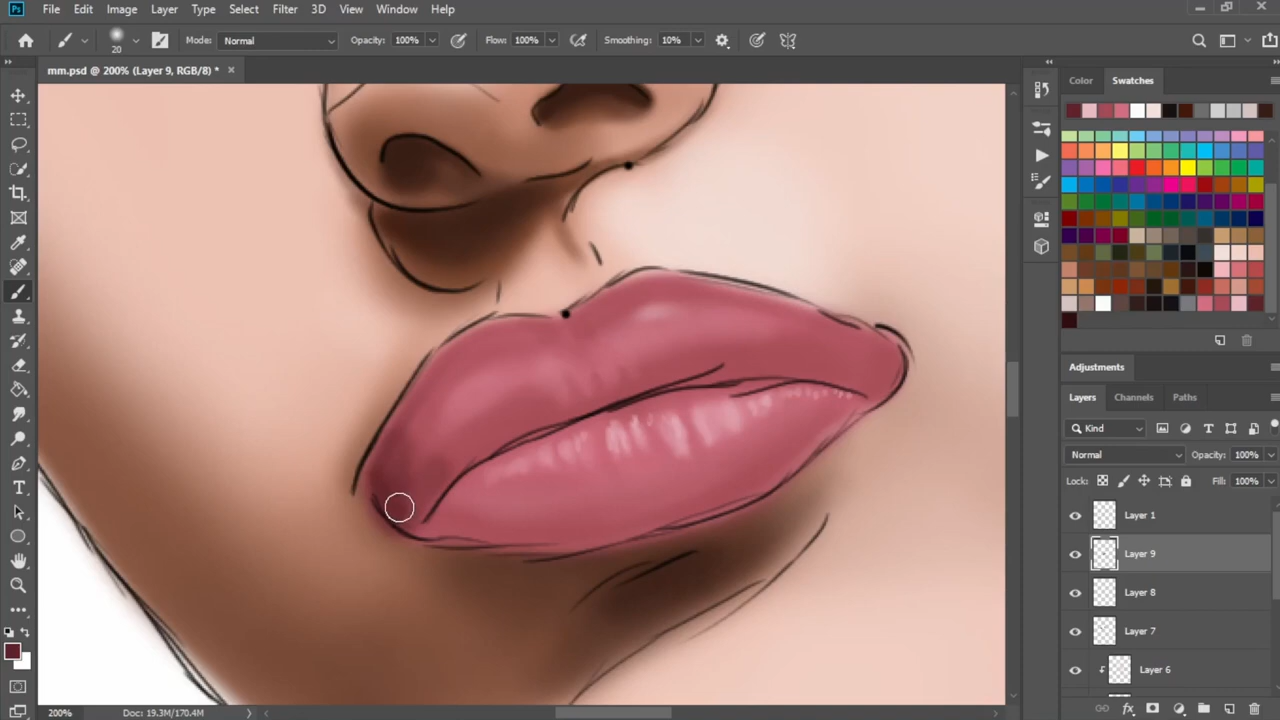 Ps File Edit Image Layer Type Select Filter 3D View Window Help
20 Mode: Normal Opacity: 100% Flow: 100% Smoothing: 10%
mm.psd @ 200% (Layer 9, RGB/8) *
Color Swatches
Adjustments
Layers Channels Paths
Kind
Normal Opacity: 100%
Lock: Fill: 100%
Layer 1
Layer 9
Layer 8
Layer 7
Layer 6
200% Doc: 19.3M/170.4M